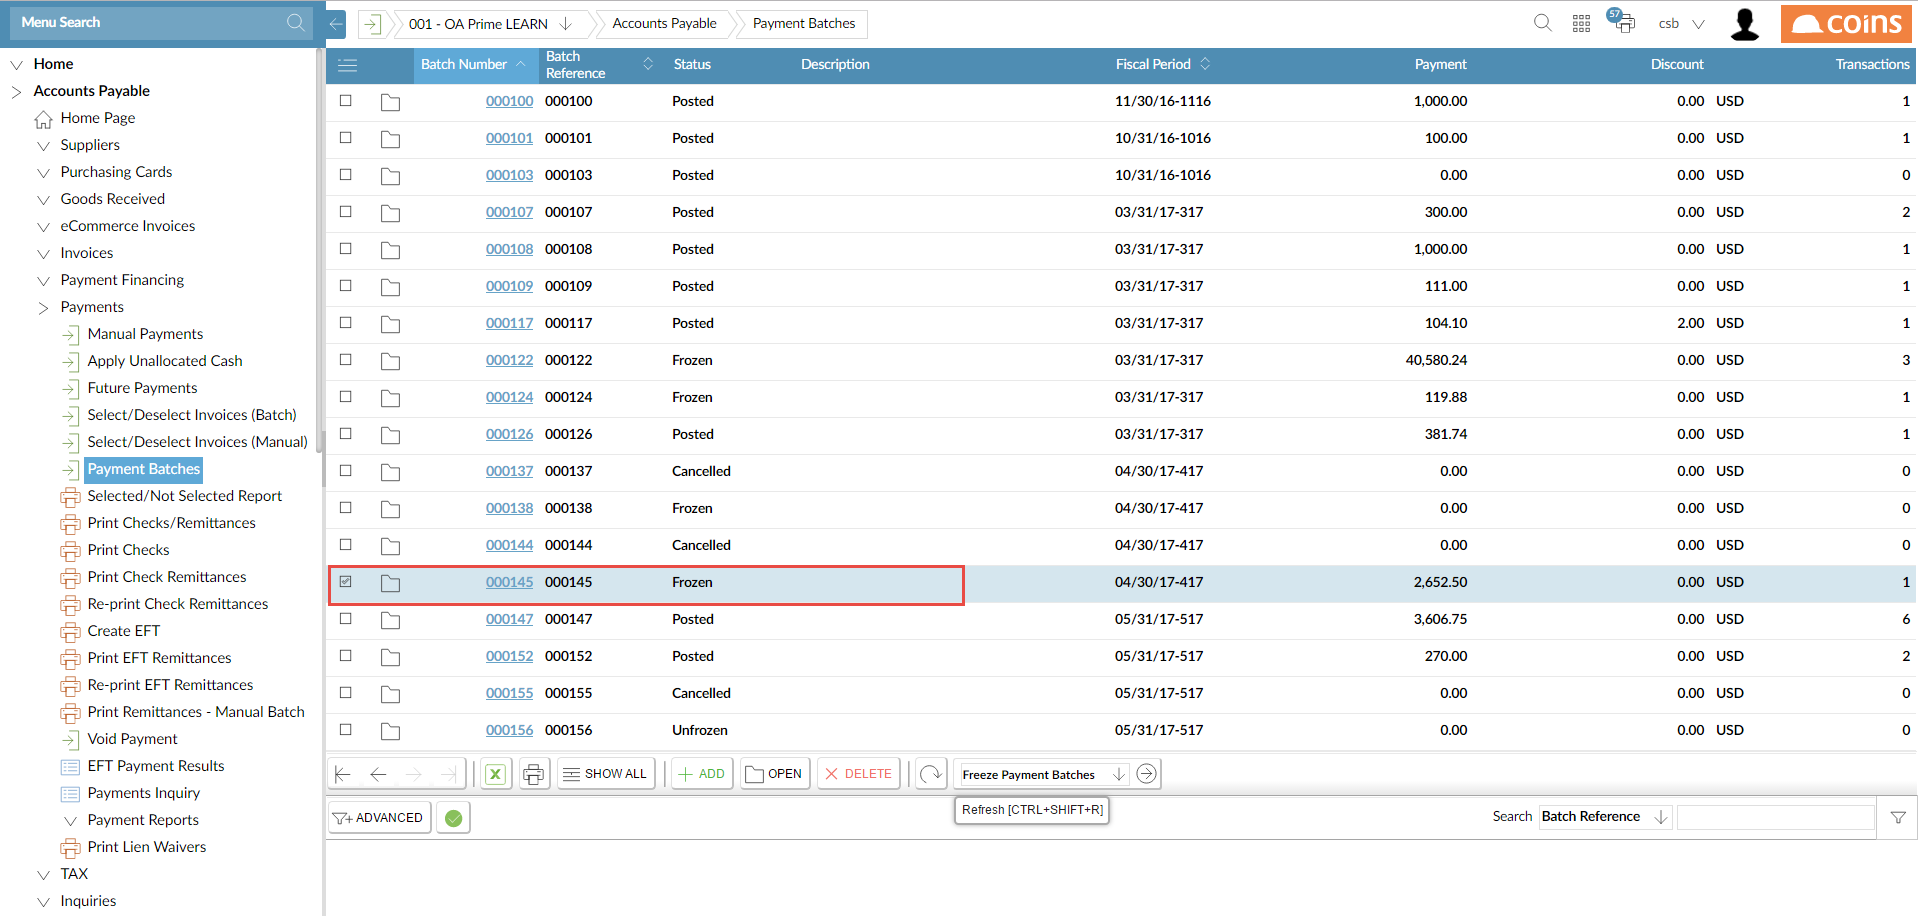 Menu Search
001 - OA Prime LEARN
Accounts Payable
Payment Batches
57
csb
coins
Home
Accounts Payable
Home Page
Suppliers
Purchasing Cards
Goods Received
eCommerce Invoices
Invoices
Payment Financing
Payments
Manual Payments
Apply Unallocated Cash
Future Payments
Select/Deselect Invoices (Batch)
Select/Deselect Invoices (Manual)
Payment Batches
Selected/Not Selected Report
Print Checks/Remittances
Print Checks
Print Check Remittances
Re-print Check Remittances
Create EFT
Print EFT Remittances
Re-print EFT Remittances
Print Remittances - Manual Batch
Void Payment
EFT Payment Results
Payments Inquiry
Payment Reports
Print Lien Waivers
TAX
Inquiries
Batch Number Batch Reference Status Description Fiscal Period Payment Discount Transactions
000100 000100 Posted 11/30/16-1116 1,000.00 0.00 USD 1
000101 000101 Posted 10/31/16-1016 100.00 0.00 USD 1
000103 000103 Posted 10/31/16-1016 0.00 0.00 USD 0
000107 000107 Posted 03/31/17-317 300.00 0.00 USD 2
000108 000108 Posted 03/31/17-317 1,000.00 0.00 USD 1
000109 000109 Posted 03/31/17-317 111.00 0.00 USD 1
000117 000117 Posted 03/31/17-317 104.10 2.00 USD 1
000122 000122 Frozen 03/31/17-317 40,580.24 0.00 USD 3
000124 000124 Frozen 03/31/17-317 119.88 0.00 USD 1
000126 000126 Posted 03/31/17-317 381.74 0.00 USD 1
000137 000137 Cancelled 04/30/17-417 0.00 0.00 USD 0
000138 000138 Frozen 04/30/17-417 0.00 0.00 USD 0
000144 000144 Cancelled 04/30/17-417 0.00 0.00 USD 0
000145 000145 Frozen 04/30/17-417 2,652.50 0.00 USD 1
000147 000147 Posted 05/31/17-517 3,606.75 0.00 USD 6
000152 000152 Posted 05/31/17-517 270.00 0.00 USD 2
000155 000155 Cancelled 05/31/17-517 0.00 0.00 USD 0
000156 000156 Unfrozen 05/31/17-517 0.00 0.00 USD 0
X SHOW ALL ADD OPEN DELETE Freeze Payment Batches
Refresh [CTRL+SHIFT+R]
ADVANCED
Search Batch Reference